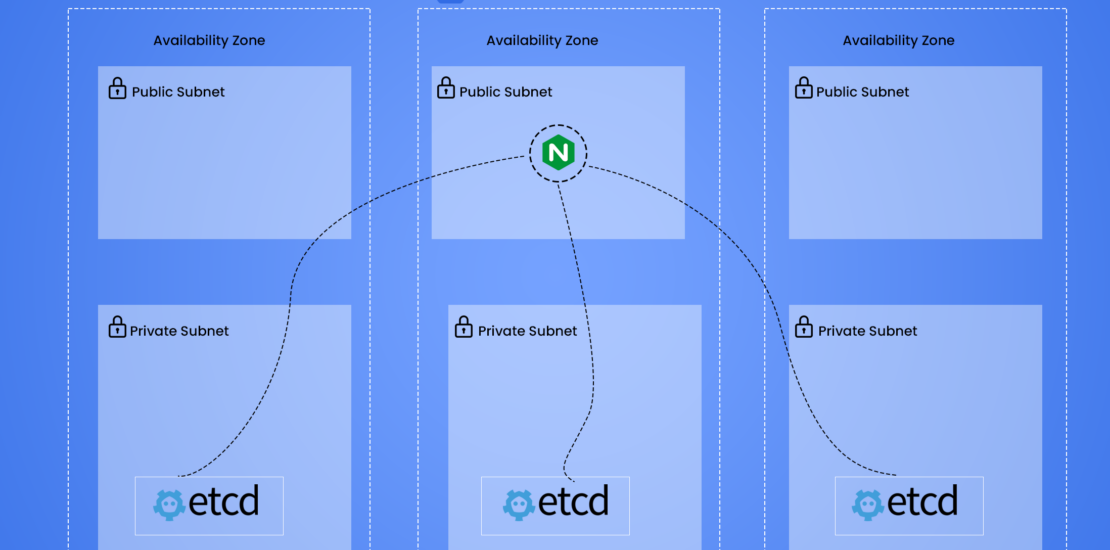 Availability Zone
Availability Zone
Availability Zone
Public Subnet
Public Subnet
Public Subnet
N
Private Subnet
Private Subnet
Private Subnet
etcd
etcd
etcd